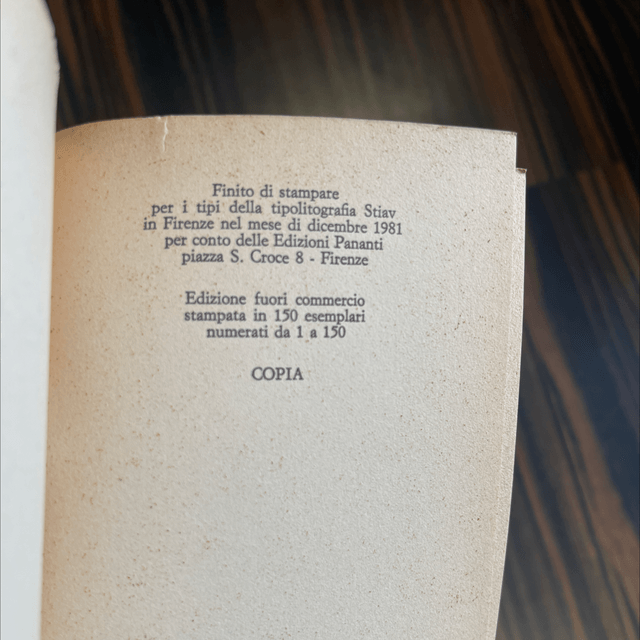 Finito di stampare
per i tipi della tipolitografia Stiav
in Firenze nel mese di dicembre 1981
per conto delle Edizioni Pananti
piazza S. Croce 8 - Firenze
Edizione fuori commercio
stampata in 150 esemplari
numerati da 1 a 150
COPIA